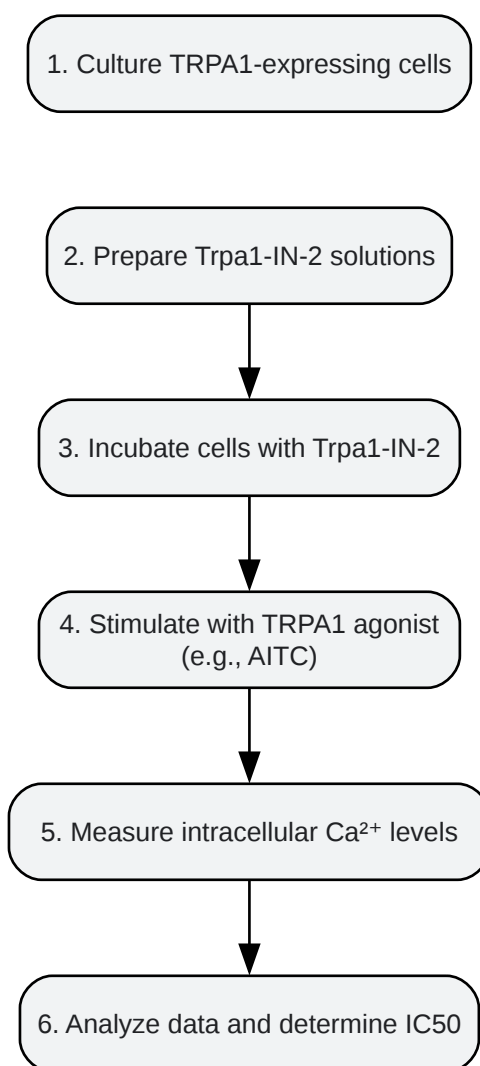 1. Culture TRPA1-expressing cells
2. Prepare Trpa1-IN-2 solutions
3. Incubate cells with Trpa1-IN-2
4. Stimulate with TRPA1 agonist
(e.g., AITC)
5. Measure intracellular Ca²⁺ levels
6. Analyze data and determine IC50